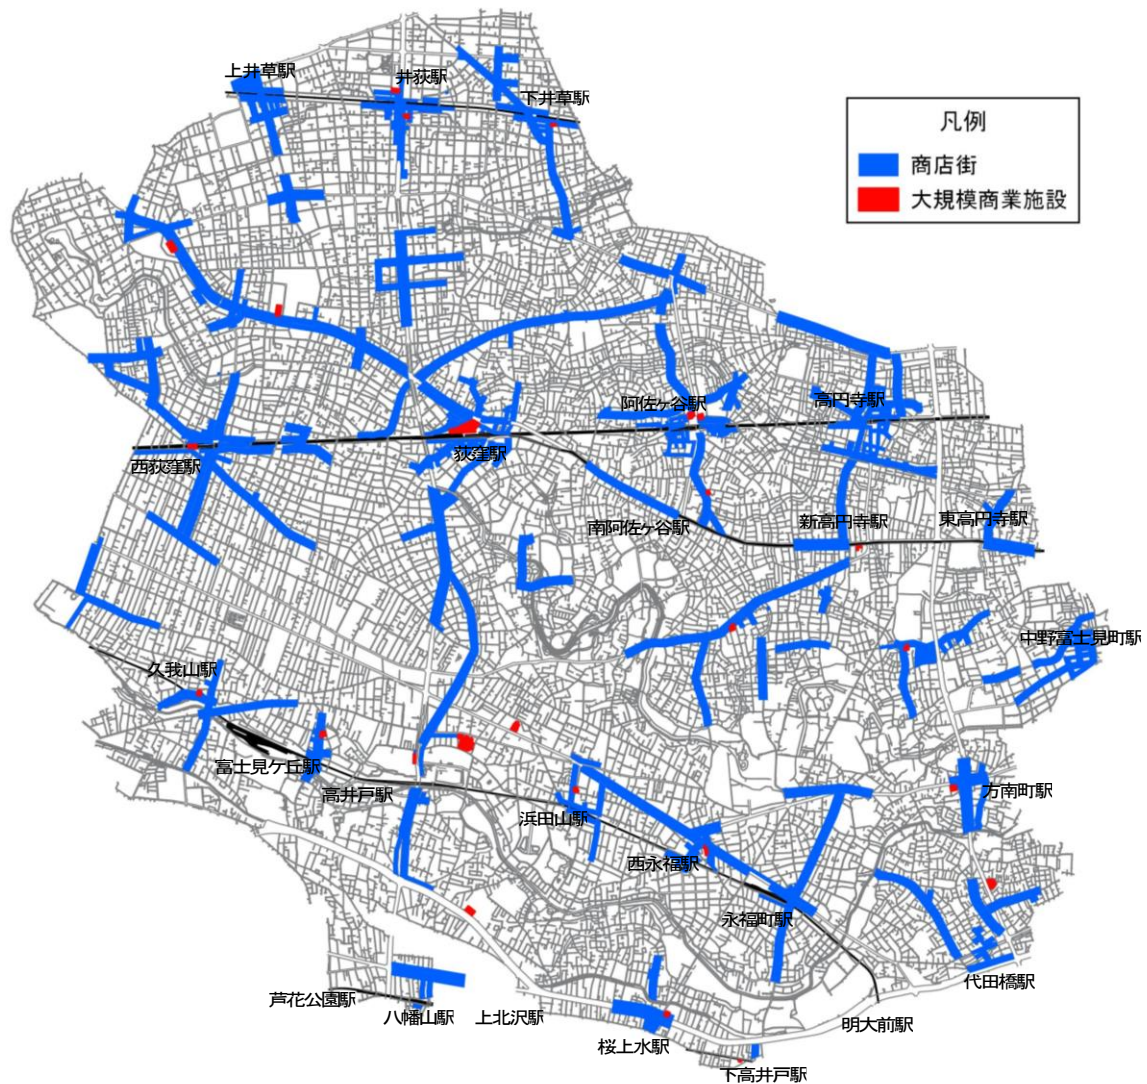 上井草駅
井荻駅
下井草駅
凡例
商店街
大規模商業施設
阿佐ヶ谷駅
高円寺駅
西荻窪駅
荻窪駅
南阿佐ヶ谷駅
新高円寺駅
東高円寺駅
中野富士見町駅
久我山駅
富士見ケ丘駅
高井戸駅
浜田山駅
方南町駅
西永福駅
永福町駅
代田橋駅
芦花公園駅
八幡山駅
上北沢駅
明大前駅
桜上水駅
下高井戸駅